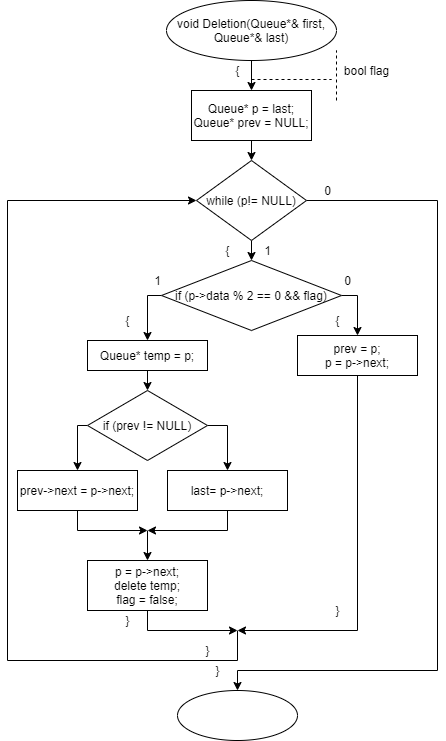 void Deletion(Queue*& first,
Queue*& last)
{
bool flag
Queue* p = last;
Queue* prev = NULL;
while (p!= NULL)
0
{
1
if (p->data % 2 == 0 && flag)
1
0
{
{
Queue* temp = p;
prev = p;
p = p->next;
if (prev != NULL)
prev->next = p->next;
last= p->next;
p = p->next;
delete temp;
flag = false;
}
}
}
}